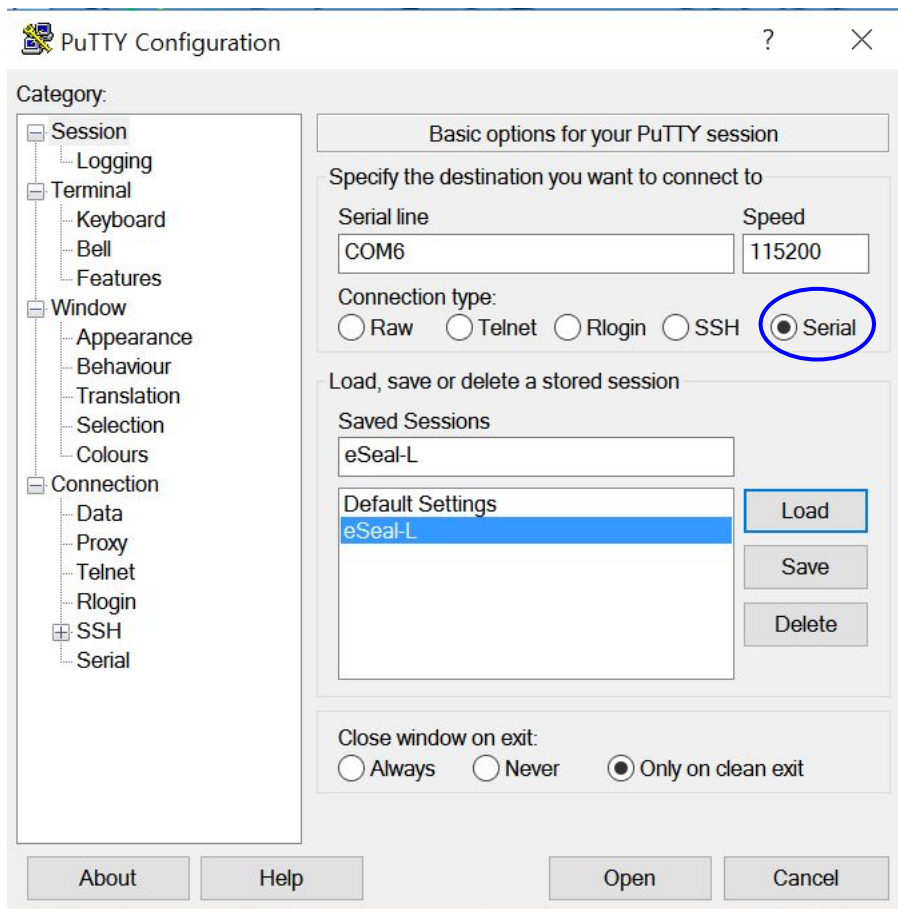 PuTTY Configuration
?
Category:
Session
Logging
Terminal
Keyboard
Bell
Features
Window
Appearance
Behaviour
Translation
Selection
Colours
Connection
Data
Proxy
Telnet
Rlogin
SSH
Serial
Basic options for your PuTTY session
Specify the destination you want to connect to
Serial line Speed
COM6 115200
Connection type:
Raw Telnet Rlogin SSH Serial
Load, save or delete a stored session
Saved Sessions
eSeal-L
Default Settings
eSeal-L
Load
Save
Delete
Close window on exit:
Always Never Only on clean exit
About Help Open Cancel